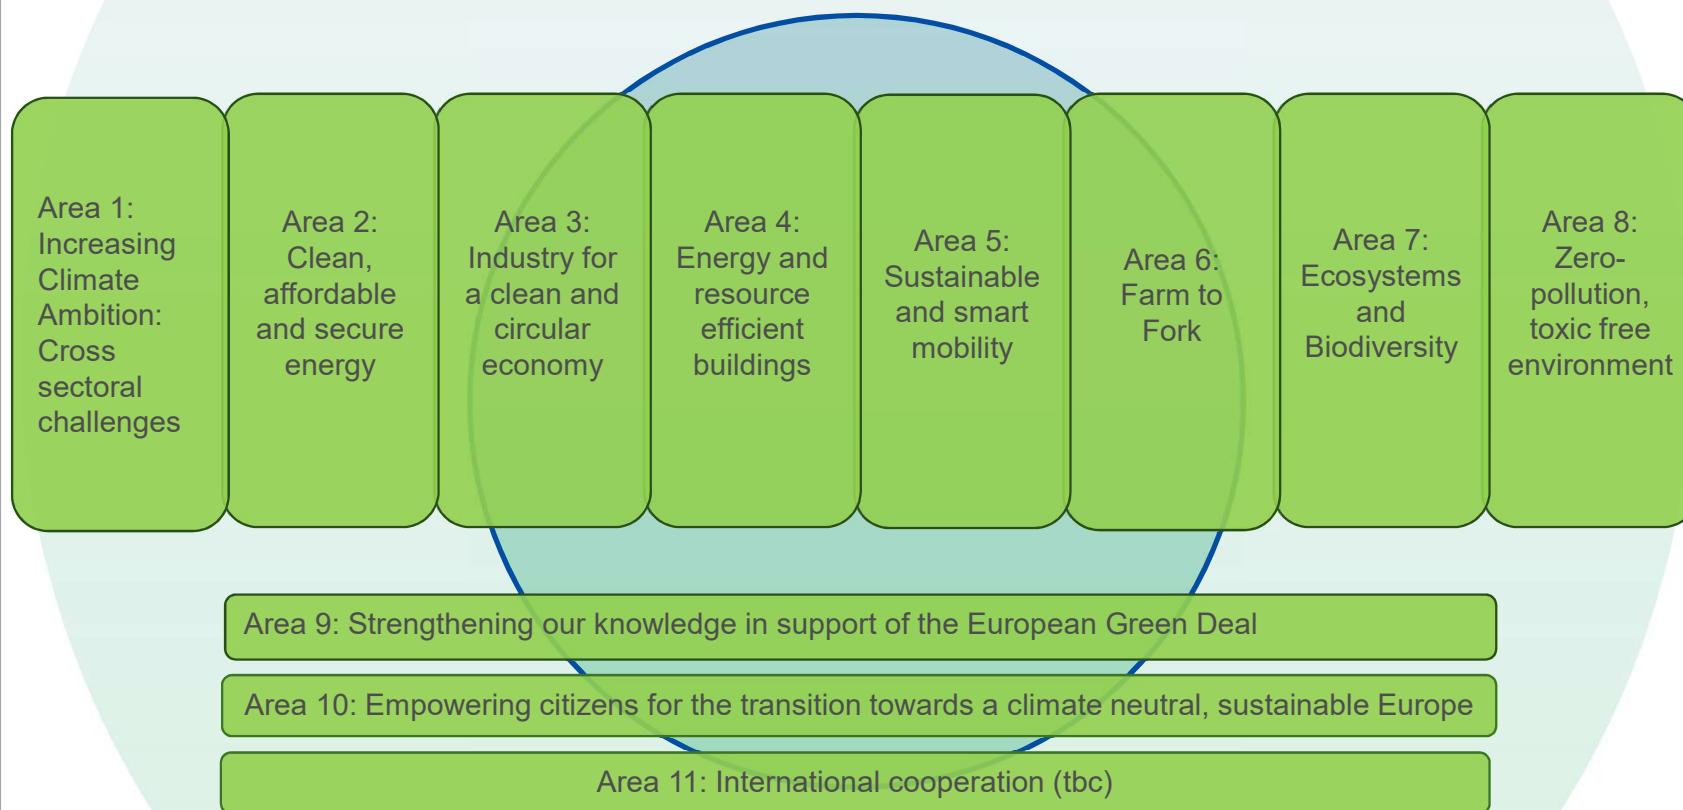 Area 1:
Increasing
Climate
Ambition:
Cross
sectoral
challenges
Area 2:
Clean,
affordable
and secure
energy
Area 3:
Industry for
a clean and
circular
economy
Area 4:
Energy and
resource
efficient
buildings
Area 5:
Sustainable
and smart
mobility
Area 6:
Farm to
Fork
Area 7:
Ecosystems
and
Biodiversity
Area 8:
Zero-
pollution,
toxic free
environment
Area 9: Strengthening our knowledge in support of the European Green Deal
Area 10: Empowering citizens for the transition towards a climate neutral, sustainable Europe
Area 11: International cooperation (tbc)